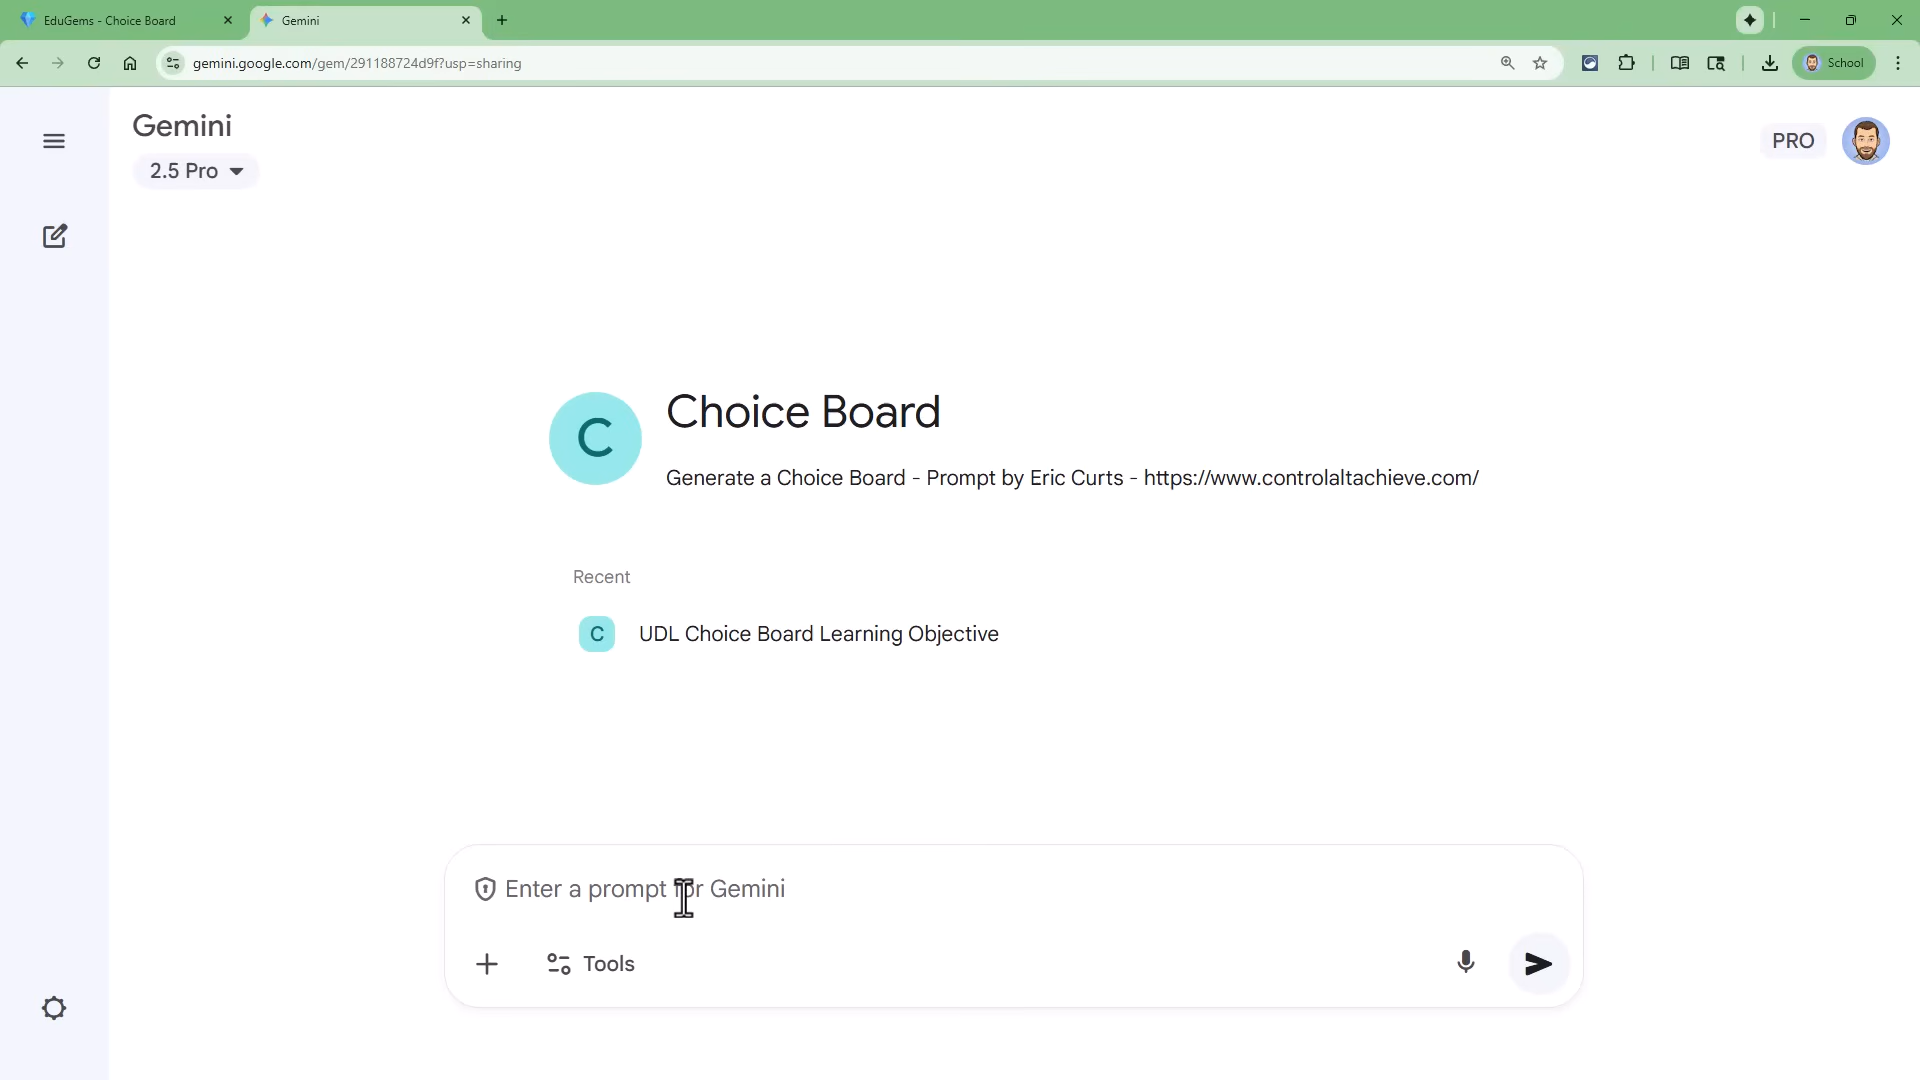 EduGems - Choice Board
Gemini
gemini.google.com/gem/291188724d9f?usp=sharing
School
Gemini
2.5 Pro
PRO
C
Choice Board
Generate a Choice Board - Prompt by Eric Curts - https://www.controlaltachieve.com/
Recent
C
UDL Choice Board Learning Objective
Enter a prompt for Gemini
Tools